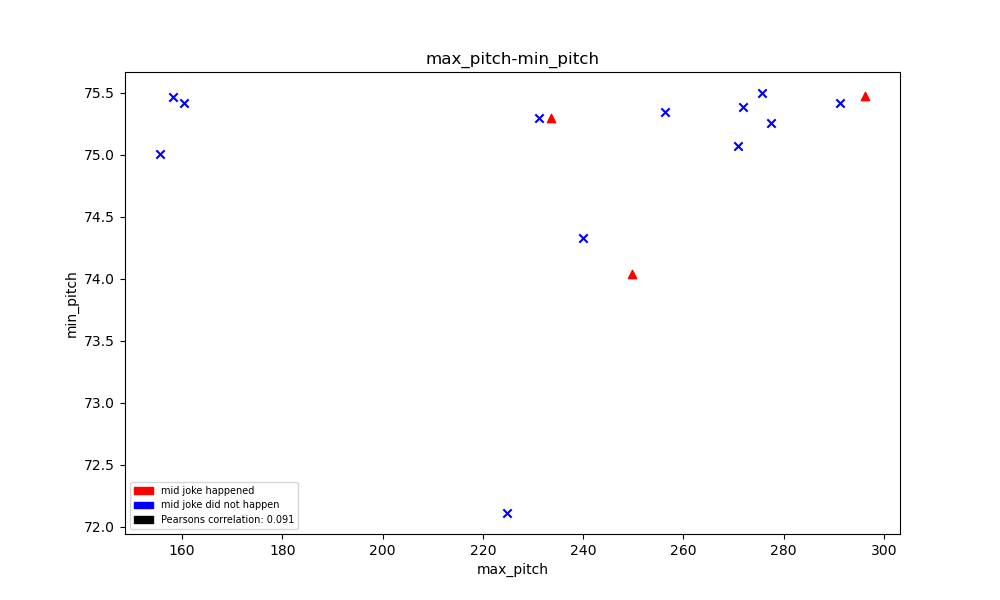 max_pitch-min_pitch
75.5
75.0
74.5
74.0
73.5
73.0
72.5
72.0
min_pitch
mid joke happened
mid joke did not happen
Pearsons correlation: 0.091
160 180 200 220 240 260 280 300
max_pitch